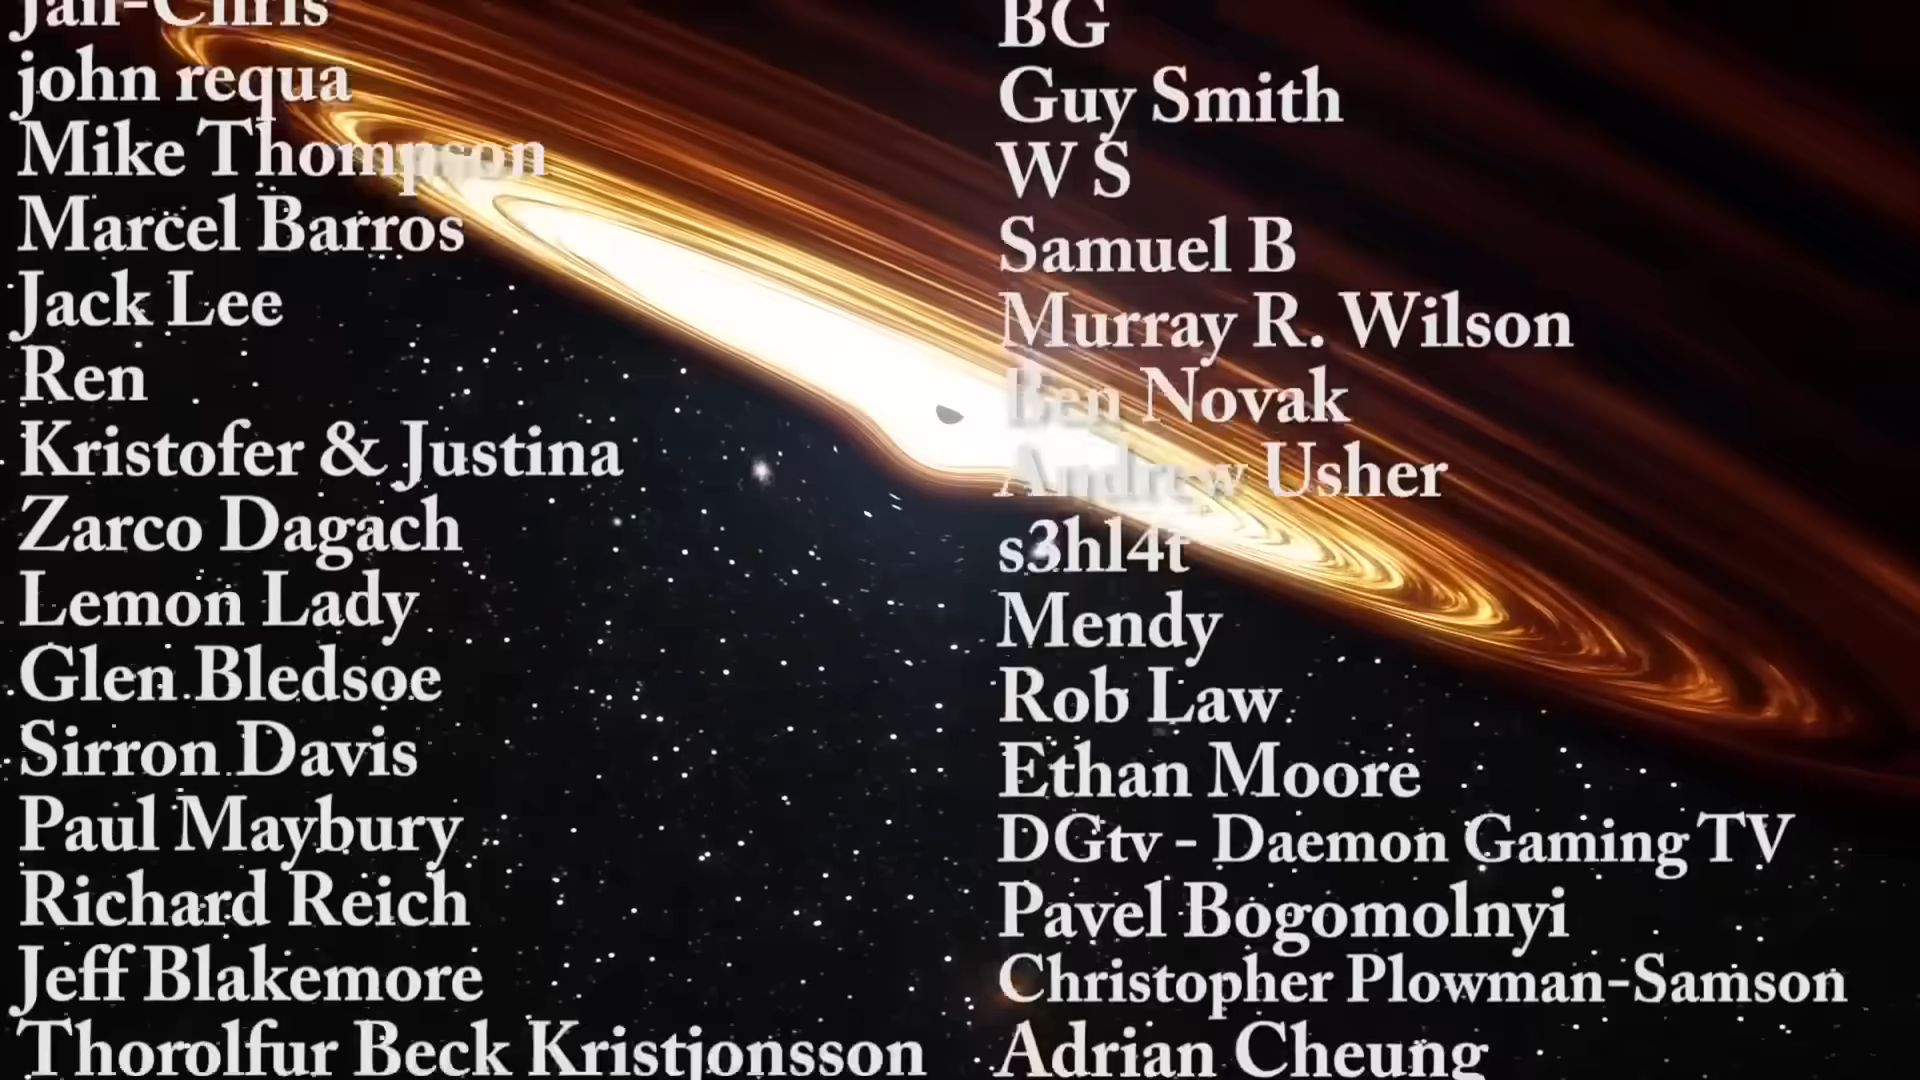 Jan-Chris
john requa
Mike Thompson
Marcel Barros
Jack Lee
Ren
Kristofer & Justina
Zarco Dagach
Lemon Lady
Glen Bledsoe
Sirron Davis
Paul Maybury
Richard Reich
Jeff Blakemore
Thorolfur Beck Kristjonsson
BG
Guy Smith
W S
Samuel B
Murray R. Wilson
Ben Novak
Andrew Usher
s3hl4t
Mendy
Rob Law
Ethan Moore
DGtv - Daemon Gaming TV
Pavel Bogomolnyi
Christopher Plowman-Samson
Adrian Cheung